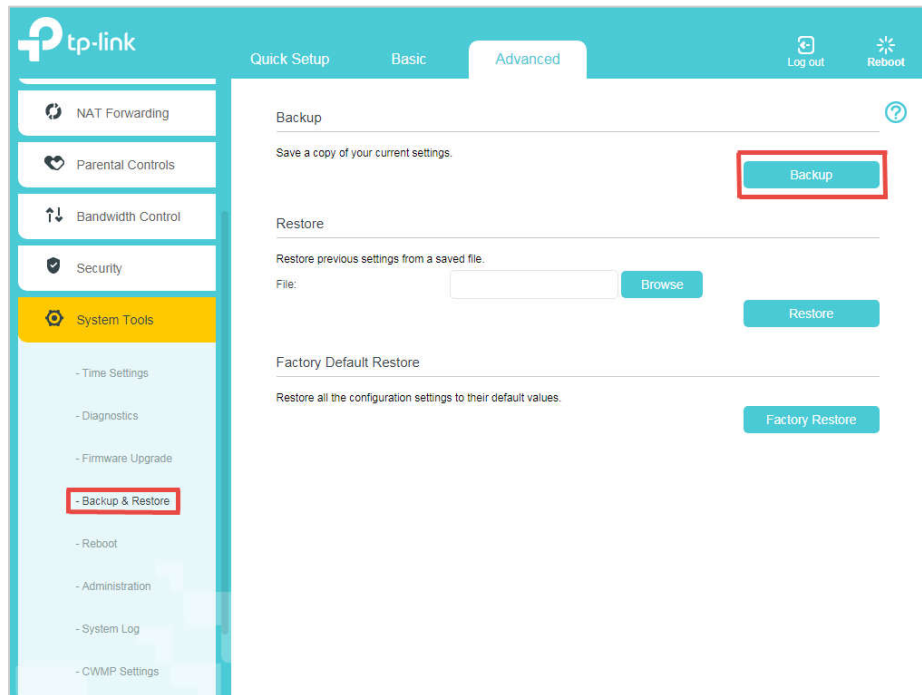 tp-link
Quick Setup
Basic
Advanced
Log out
Reboot
NAT Forwarding
Parental Controls
Bandwidth Control
Security
System Tools
- Time Settings
- Diagnostics
- Firmware Upgrade
- Backup & Restore
- Reboot
- Administration
- System Log
- CWMP Settings
Backup
Save a copy of your current settings.
Backup
Restore
Restore previous settings from a saved file.
File:
Browse
Restore
Factory Default Restore
Restore all the configuration settings to their default values.
Factory Restore